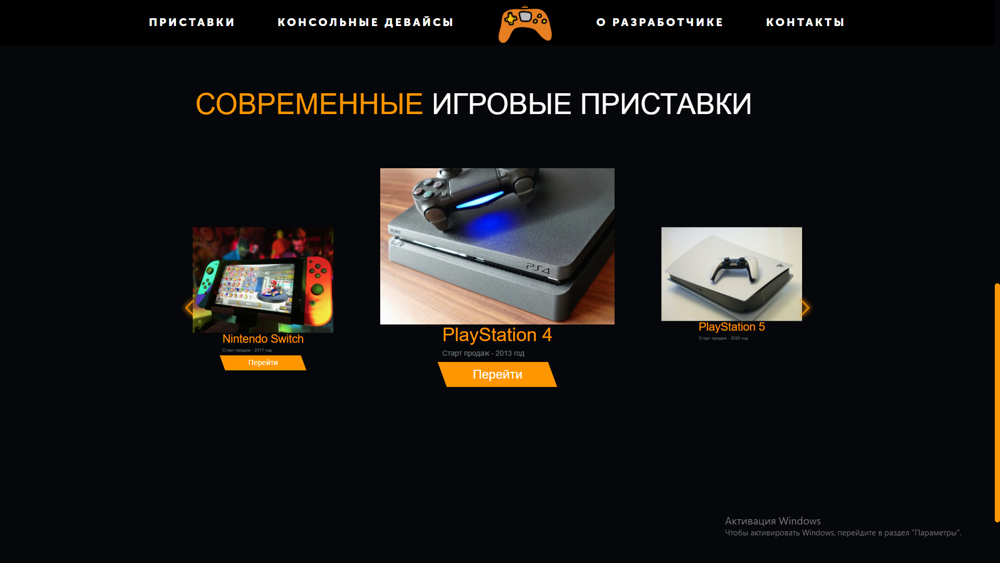 ПРИСТАВКИ
КОНСОЛЬНЫЕ ДЕВАЙСЫ
О РАЗРАБОТЧИКЕ
КОНТАКТЫ
СОВРЕМЕННЫЕ ИГРОВЫЕ ПРИСТАВКИ
SONY
PS4
Nintendo Switch
Старт продаж - 2017 год
Перейти
PlayStation 4
Старт продаж - 2013 год
Перейти
PlayStation 5
Старт продаж - 2020 год
Активация Windows
Чтобы активировать Windows, перейдите в раздел "Параметры".